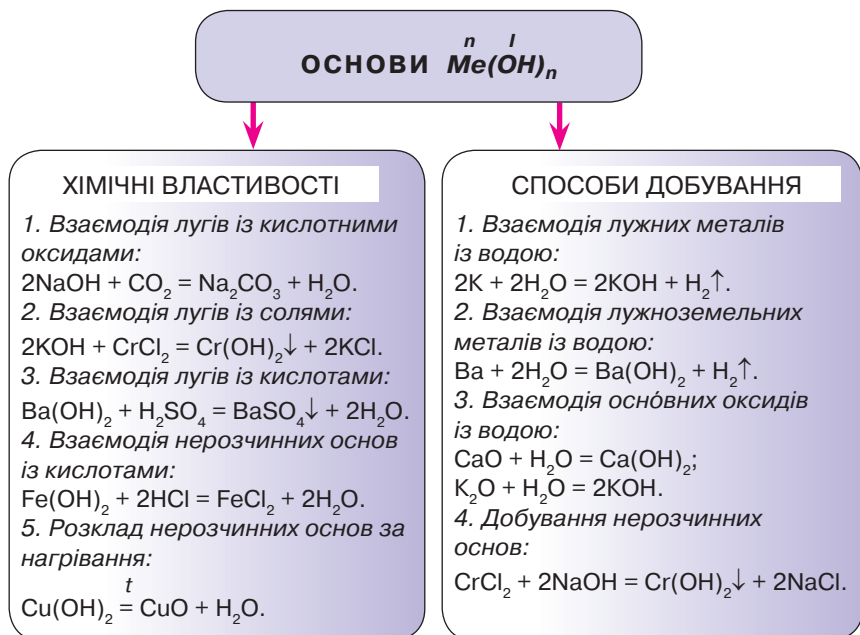 n I
ОСНОВИ Me(OH)n
ХІМІЧНІ ВЛАСТИВОСТІ
1. Взаємодія лугів із кислотними
оксидами:
2NaOH + CO₂ = Na₂CO₃ + H₂O.
2. Взаємодія лугів із солями:
2KOH + CrCl₂ = Cr(OH)₂↓ + 2KCl.
3. Взаємодія лугів із кислотами:
Ba(OH)₂ + H₂SO₄ = BaSO₄↓ + 2H₂O.
4. Взаємодія нерозчинних основ
із кислотами:
Fe(OH)₂ + 2HCl = FeCl₂ + 2H₂O.
5. Розклад нерозчинних основ за
нагрівання:
t
Cu(OH)₂ = CuO + H₂O.
СПОСОБИ ДОБУВАННЯ
1. Взаємодія лужних металів
із водою:
2K + 2H₂O = 2KOH + H₂↑.
2. Взаємодія лужноземельних
металів із водою:
Ba + 2H₂O = Ba(OH)₂ + H₂↑.
3. Взаємодія осно́вних оксидів
із водою:
CaO + H₂O = Ca(OH)₂;
K₂O + H₂O = 2KOH.
4. Добування нерозчинних
основ:
CrCl₂ + 2NaOH = Cr(OH)₂↓ + 2NaCl.